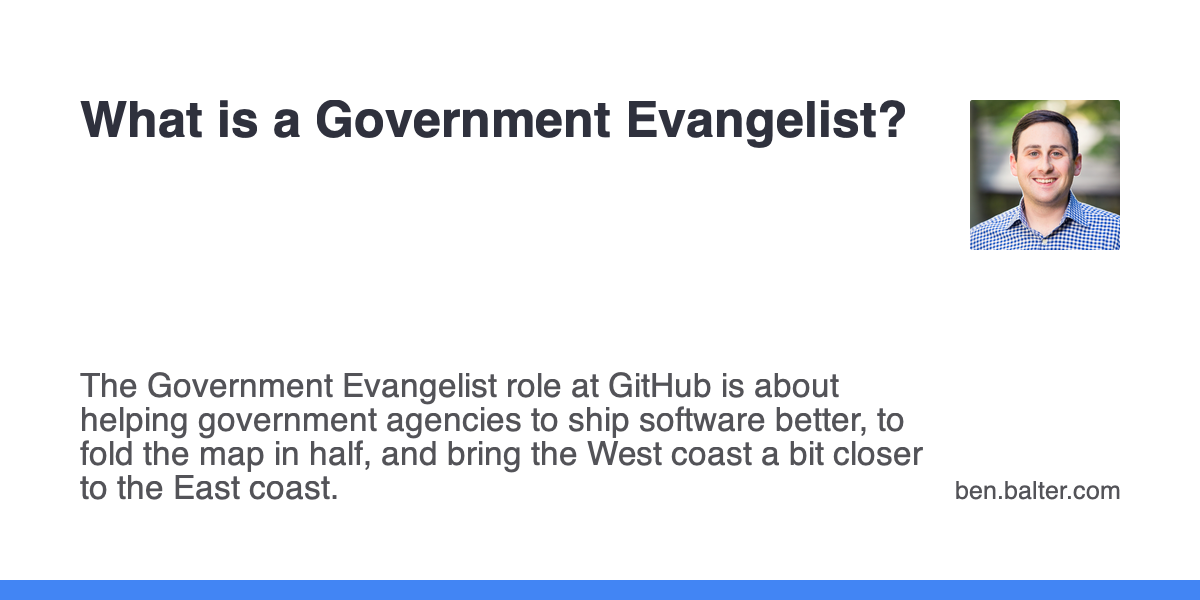 What is a Government Evangelist?
The Government Evangelist role at GitHub is about
helping government agencies to ship software better, to
fold the map in half, and bring the West coast a bit closer
to the East coast.
ben.balter.com